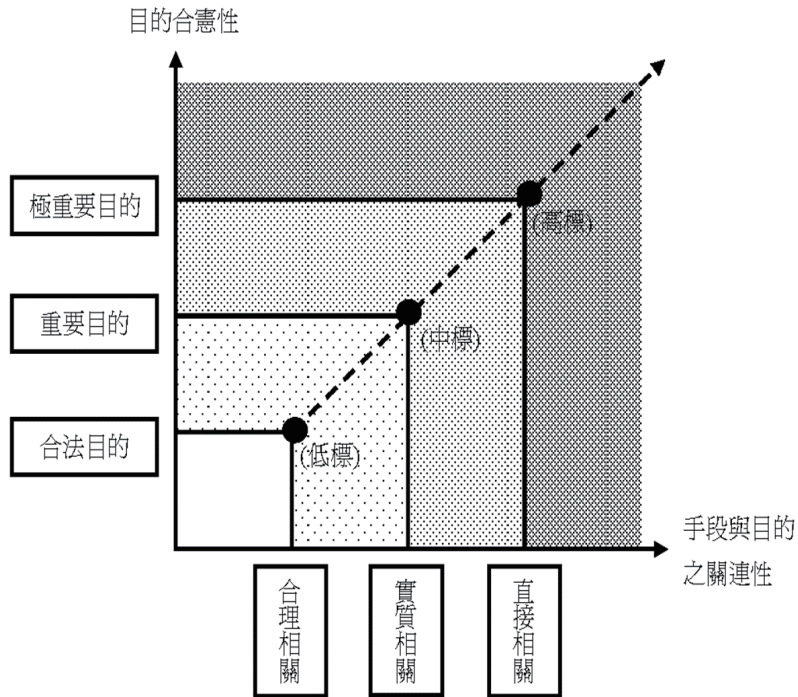 目的合憲性
極重要目的
(高標)
重要目的
(中標)
合法目的
(低標)
手段與目的
之關連性
合理相關
實質相關
直接相關